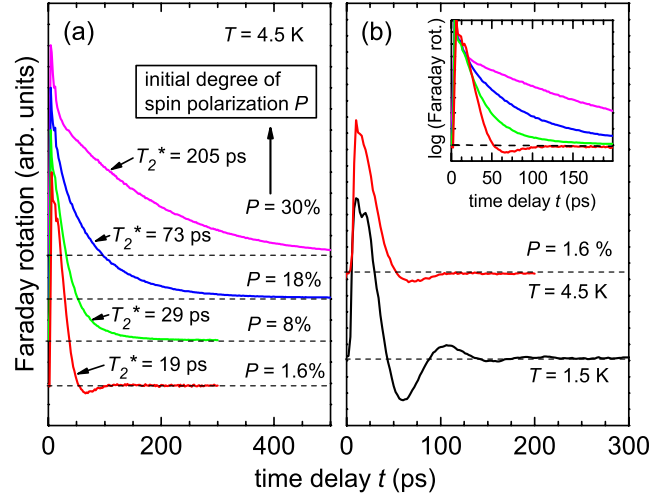 (a)
T = 4.5 K
initial degree of
spin polarization P
T2* = 205 ps
P = 30%
T2* = 73 ps
P = 18%
T2* = 29 ps
P = 8%
T2* = 19 ps
P = 1.6%
0
200
400
Faraday rotation (arb. units)
(b)
log (Faraday rot.)
0
50
100
150
time delay t (ps)
P = 1.6 %
T = 4.5 K
T = 1.5 K
0
100
200
300
time delay t (ps)